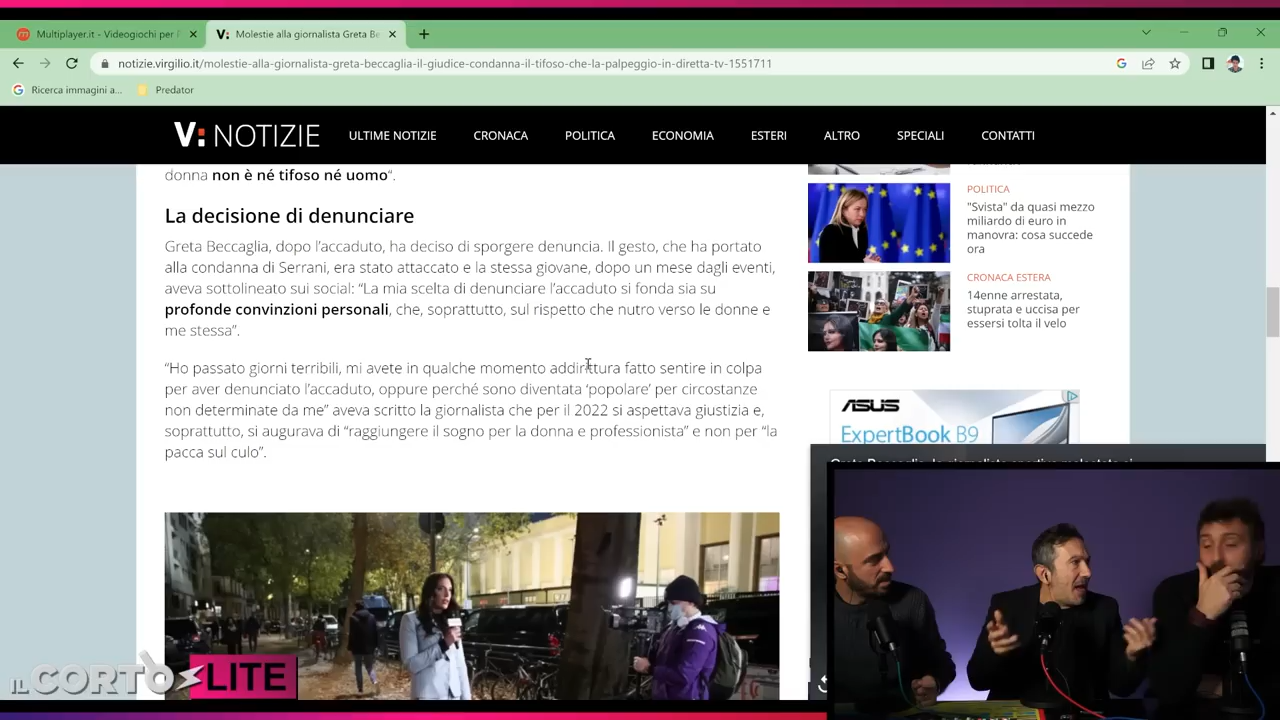 Multiplayer.it - Videogiochi per
Molestie alla giornalista Greta Be
notizie.virgilio.it/molestie-alla-giornalista-greta-beccaglia-il-giudice-condanna-il-tifoso-che-la-palpeggio-in-diretta-tv-1551711
Ricerca immagini a...
Predator
V: NOTIZIE
ULTIME NOTIZIE
CRONACA
POLITICA
ECONOMIA
ESTERI
ALTRO
SPECIALI
CONTATTI
donna non è né tifoso né uomo“.
La decisione di denunciare
Greta Beccaglia, dopo l’accaduto, ha deciso di sporgere denuncia. Il gesto, che ha portato
alla condanna di Serrani, era stato attaccato e la stessa giovane, dopo un mese dagli eventi,
aveva sottolineato sui social: “La mia scelta di denunciare l’accaduto si fonda sia su
profonde convinzioni personali, che, soprattutto, sul rispetto che nutro verso le donne e
me stessa”.
“Ho passato giorni terribili, mi avete in qualche momento addirittura fatto sentire in colpa
per aver denunciato l’accaduto, oppure perché sono diventata ‘popolare’ per circostanze
non determinate da me” aveva scritto la giornalista che per il 2022 si aspettava giustizia e,
soprattutto, si augurava di “raggiungere il sogno per la donna e professionista” e non per “la
pacca sul culo”.
POLITICA
"Svista" da quasi mezzo
miliardo di euro in
manovra: cosa succede
ora
CRONACA ESTERA
14enne arrestata,
stuprata e uccisa per
essersi tolta il velo
ASUS
ExpertBook B9
IL CORTO LITE